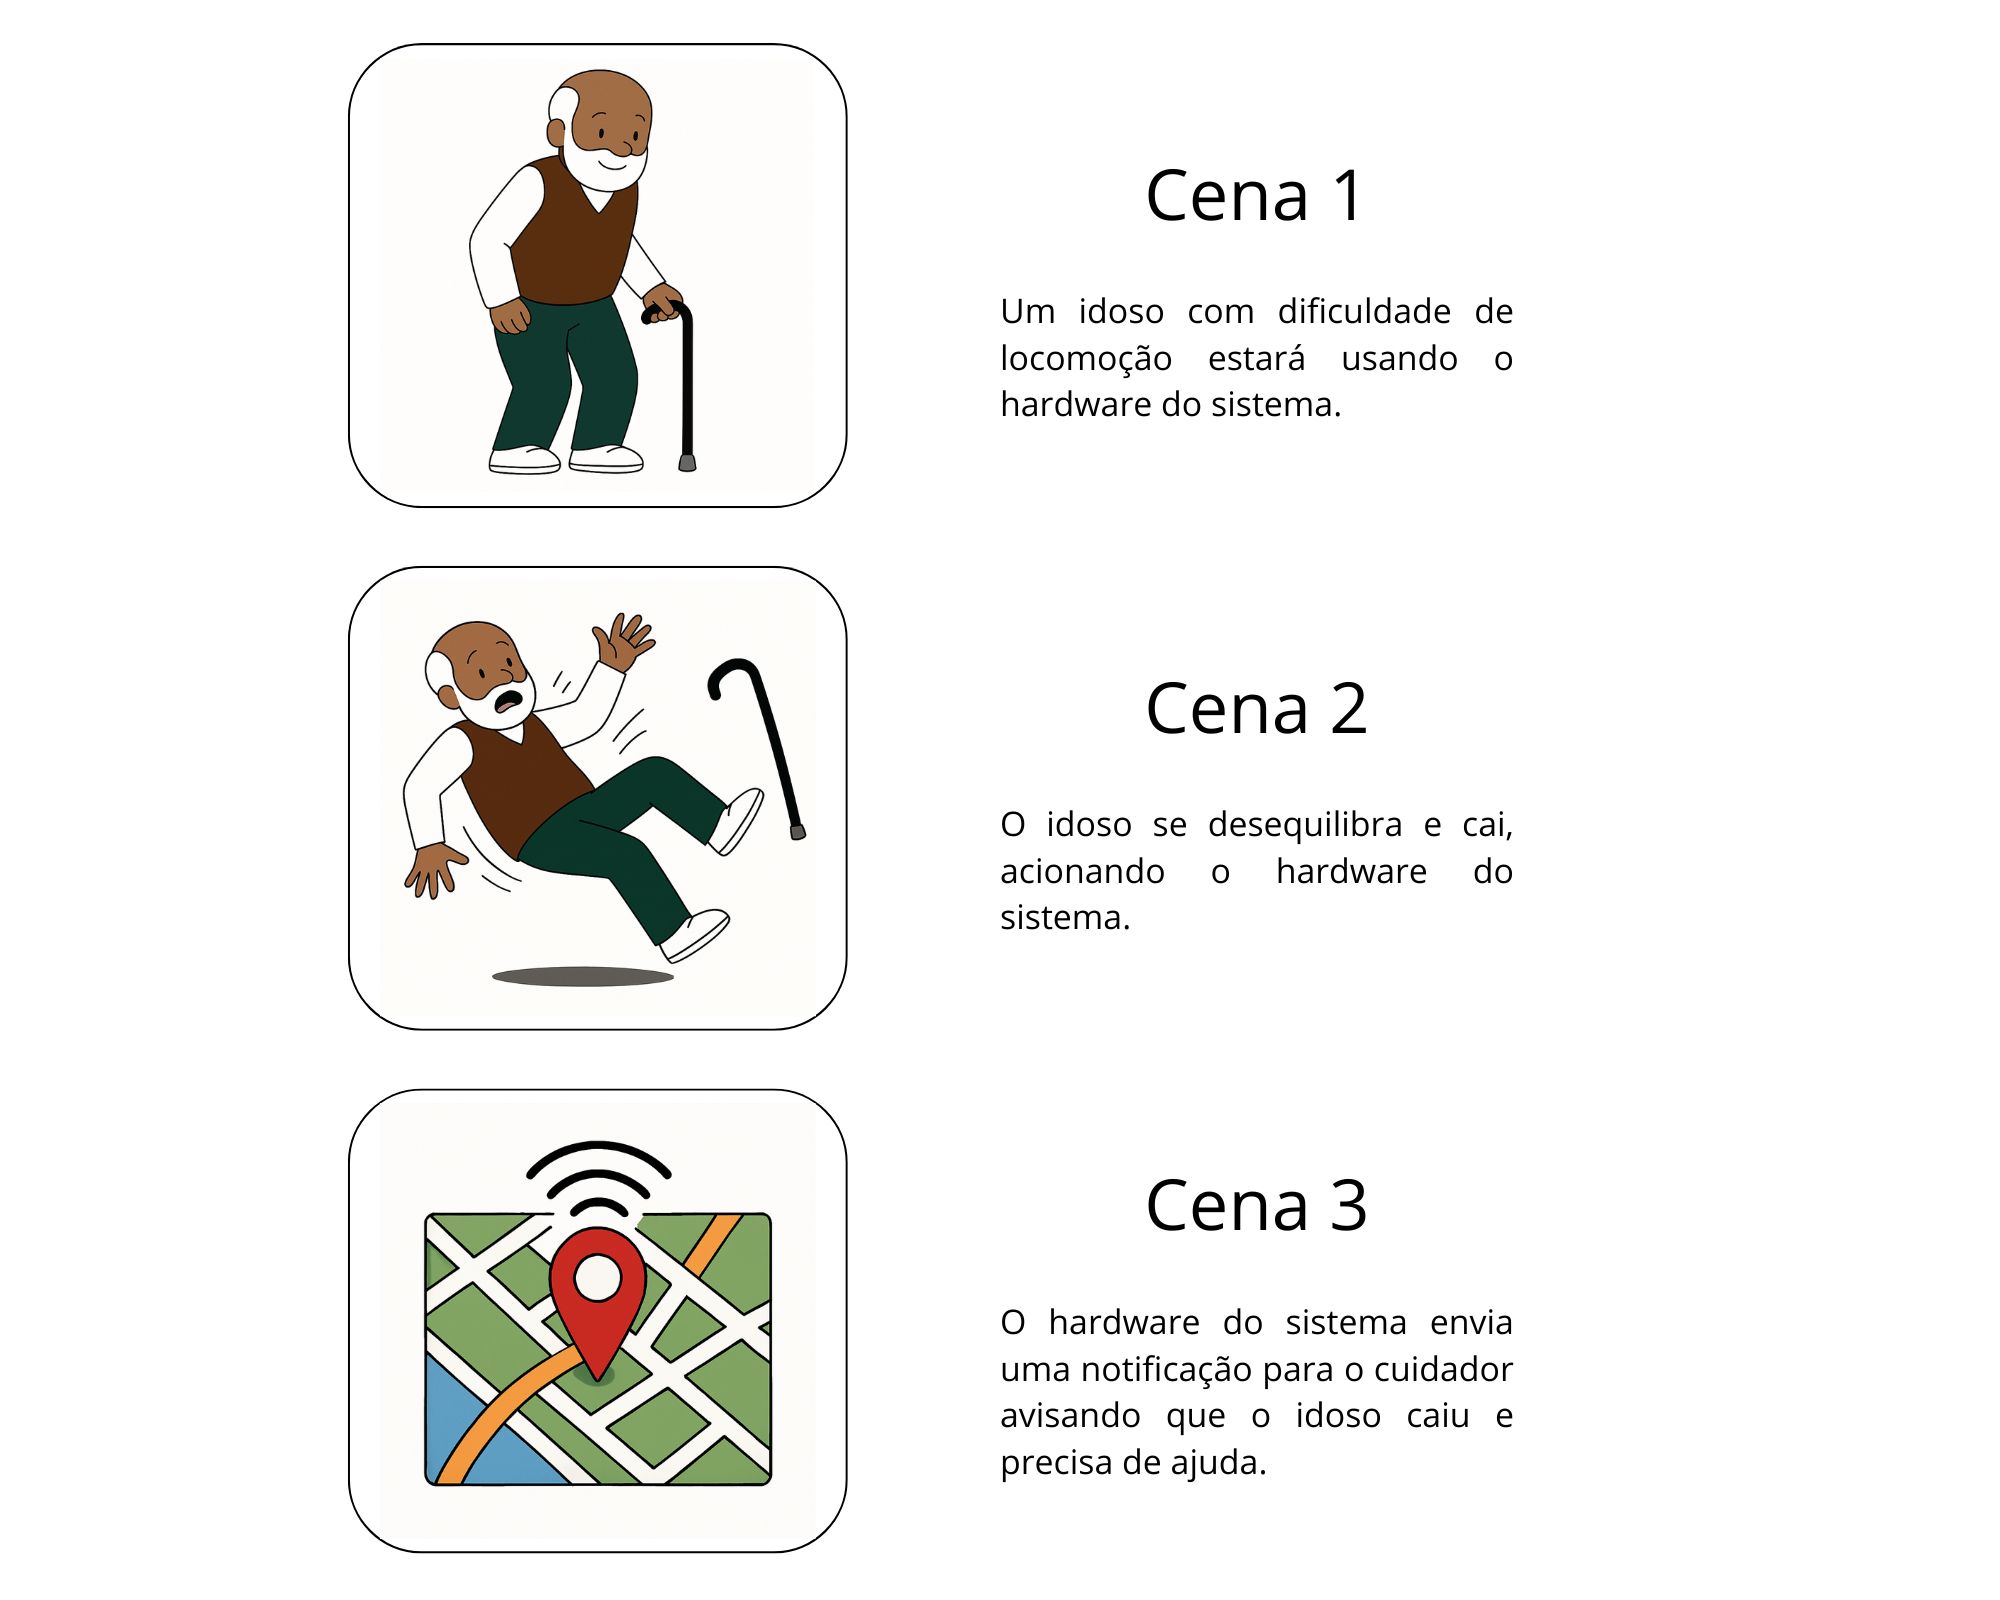 Cena 1
Um idoso com dificuldade de
locomoção estará usando o
hardware do sistema.
Cena 2
O idoso se desequilibra e cai,
acionando o hardware do
sistema.
Cena 3
O hardware do sistema envia
uma notificação para o cuidador
avisando que o idoso caiu e
precisa de ajuda.